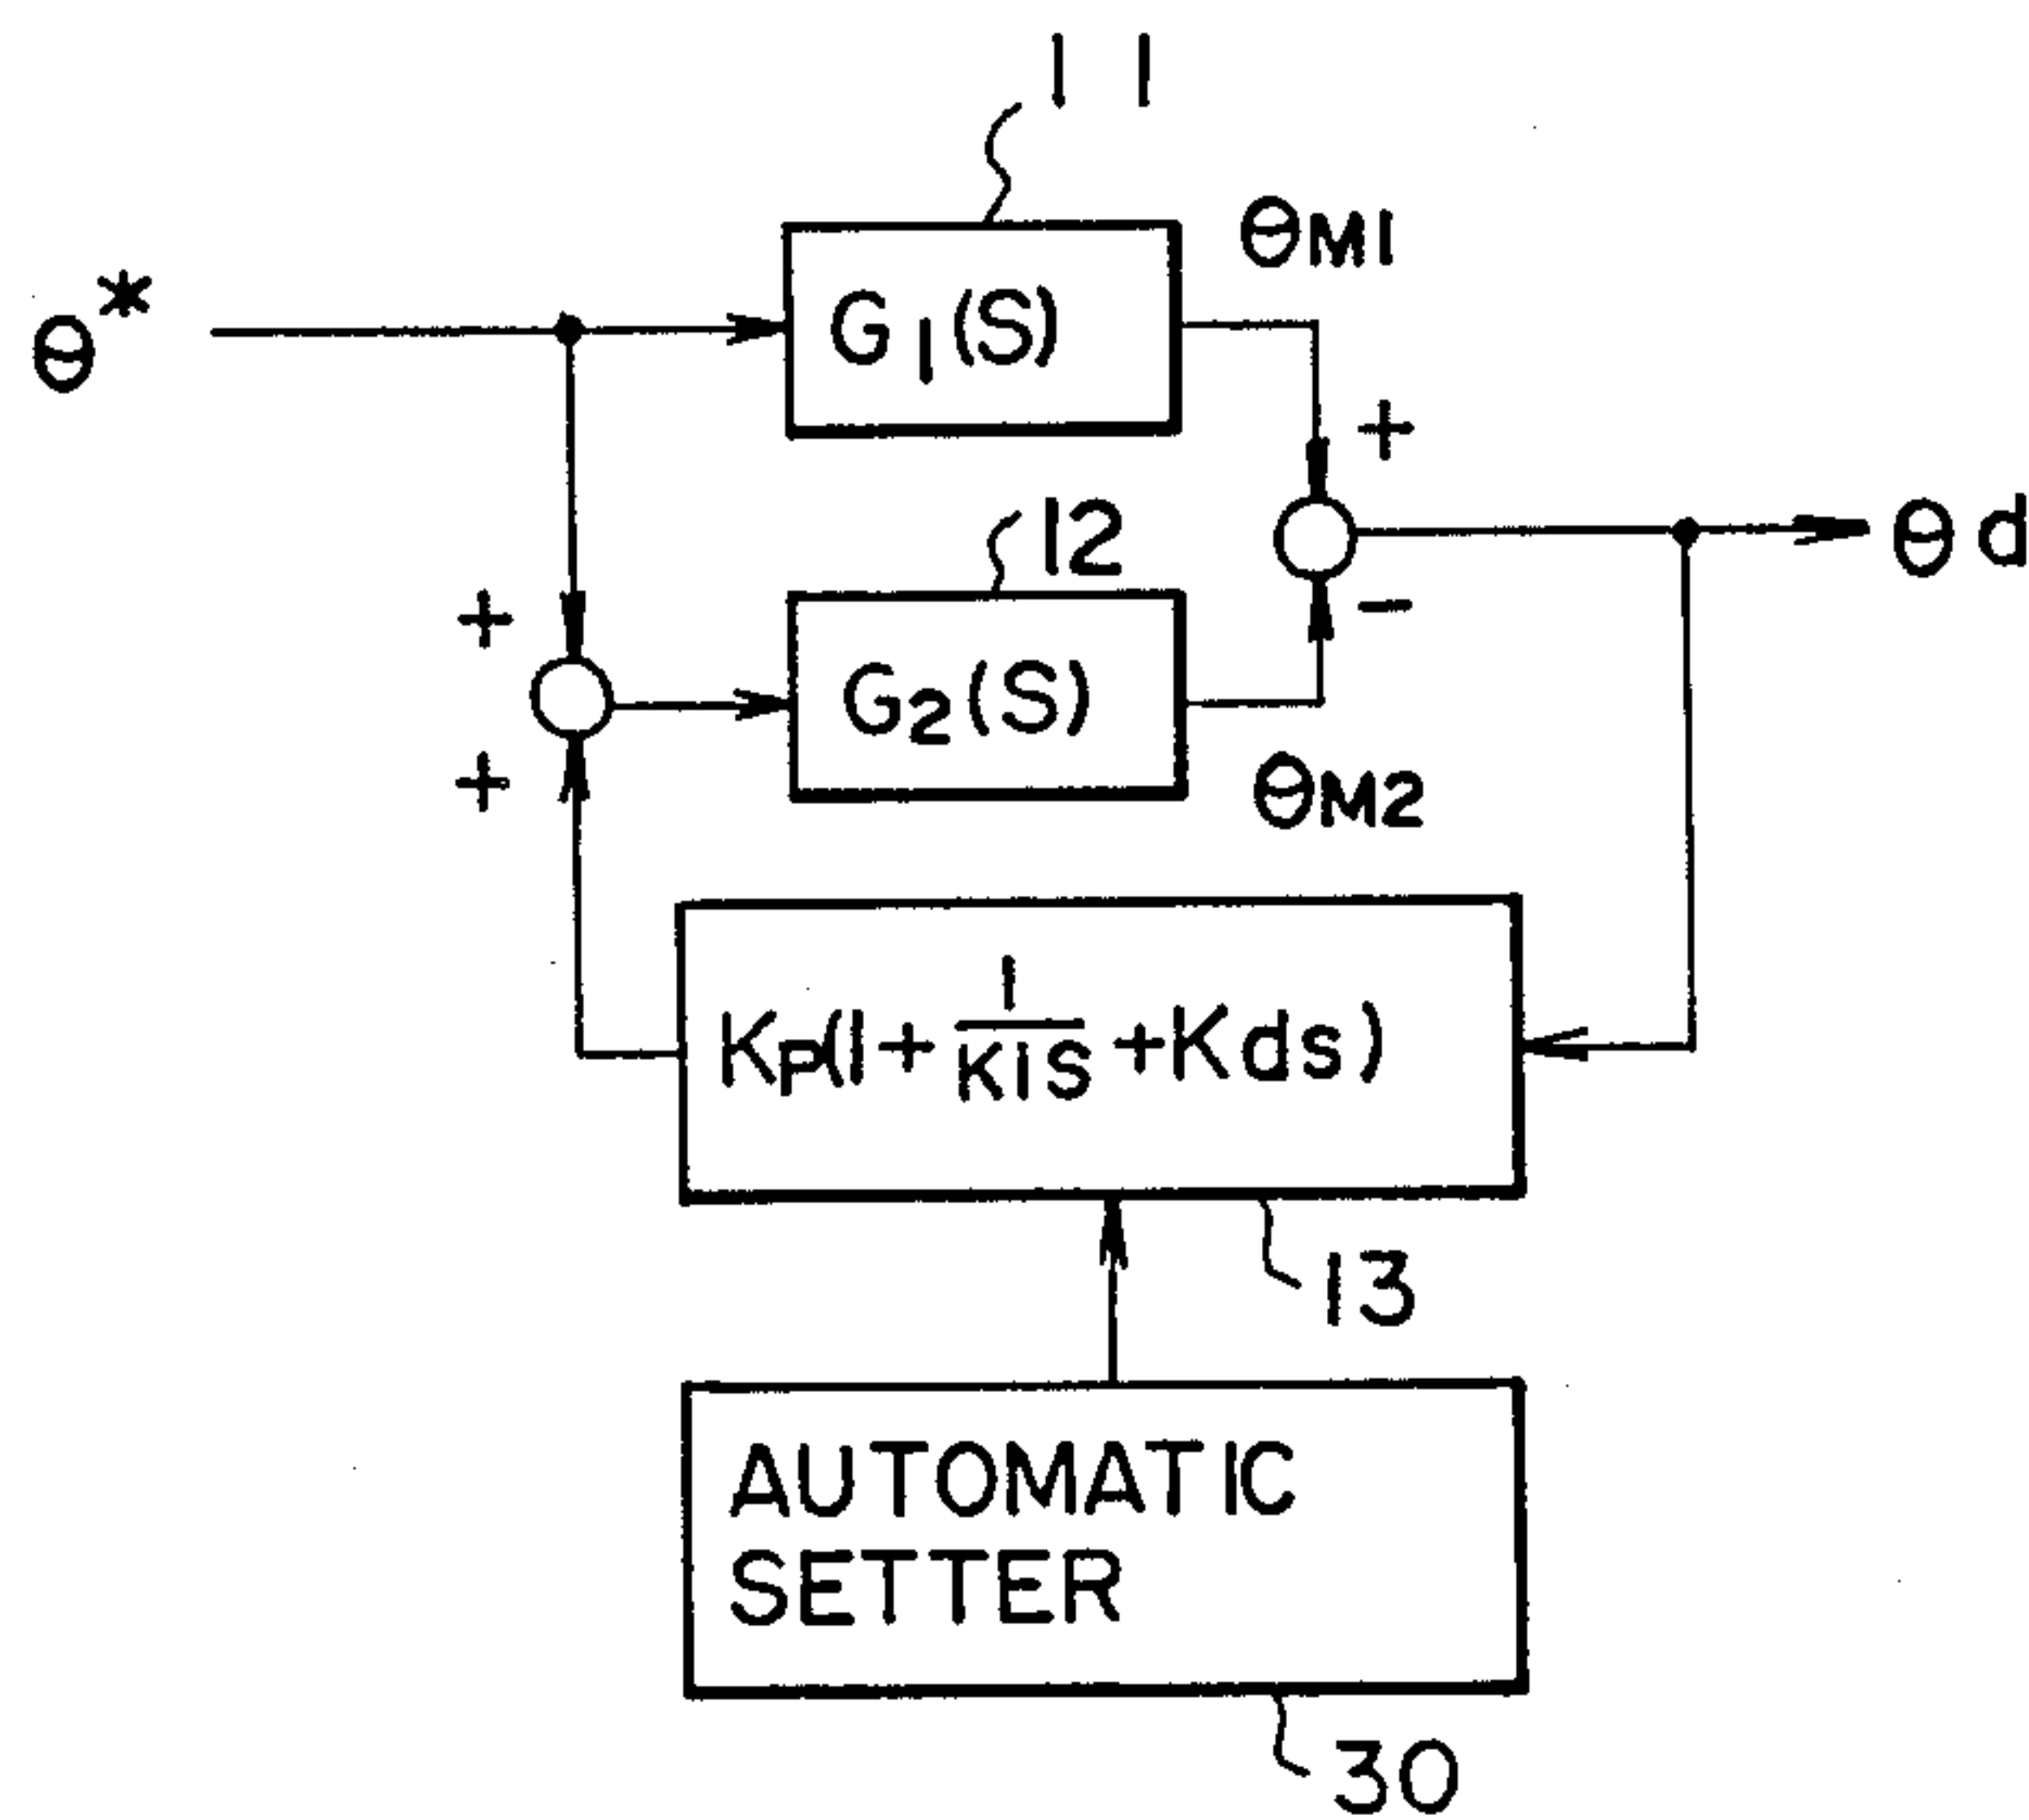 11
θ*
G1(S)
θM1
+
12
θd
-
+
G2(S)
+
θM2
KP(1+1/Kis+Kds)
13
AUTOMATIC
SETTER
30